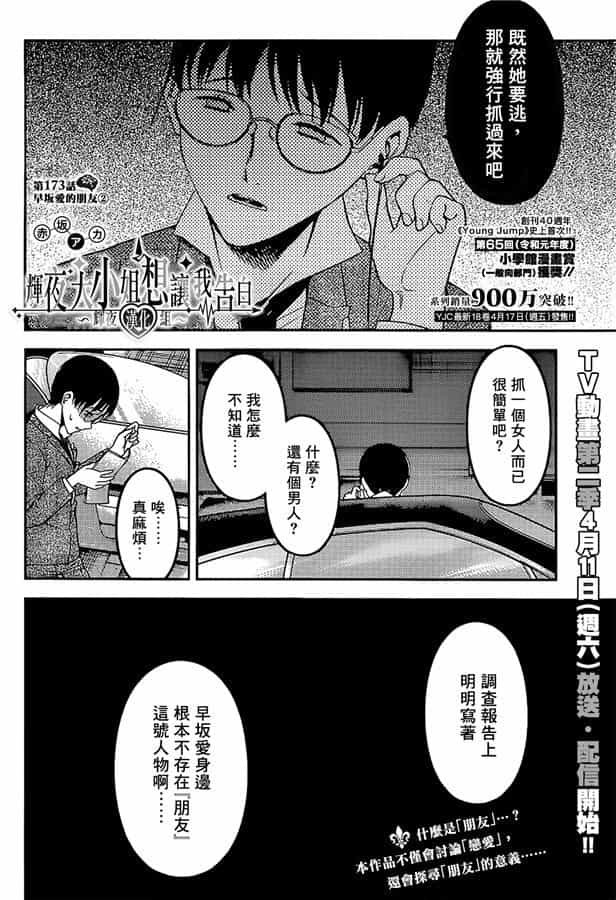 既然她要逃，
那就強行抓過來吧
第173話
早坂愛的朋友②
赤坂アカ
輝夜大小姐想讓我告白
創刊40週年
《Young Jump》史上首次!!
第65回(令和元年度)
小學館漫畫賞
(一般向部門)獲獎!!
系列銷量900万突破!!
YJC最新18卷4月17日(週五)發售!!
抓一個女人而已
很簡單吧？
什麼？
還有個男人？
我怎麼
不知道……
唉……
真麻煩…
TV動畫第二季4月11日(週六)放送・配信開始!!
調查報告上
明明寫著
早坂愛身邊
根本不存在『朋友』
這號人物啊……
什麼是「朋友」…？
本作品不僅會討論「戀愛」，
還會探尋「朋友」的意義……